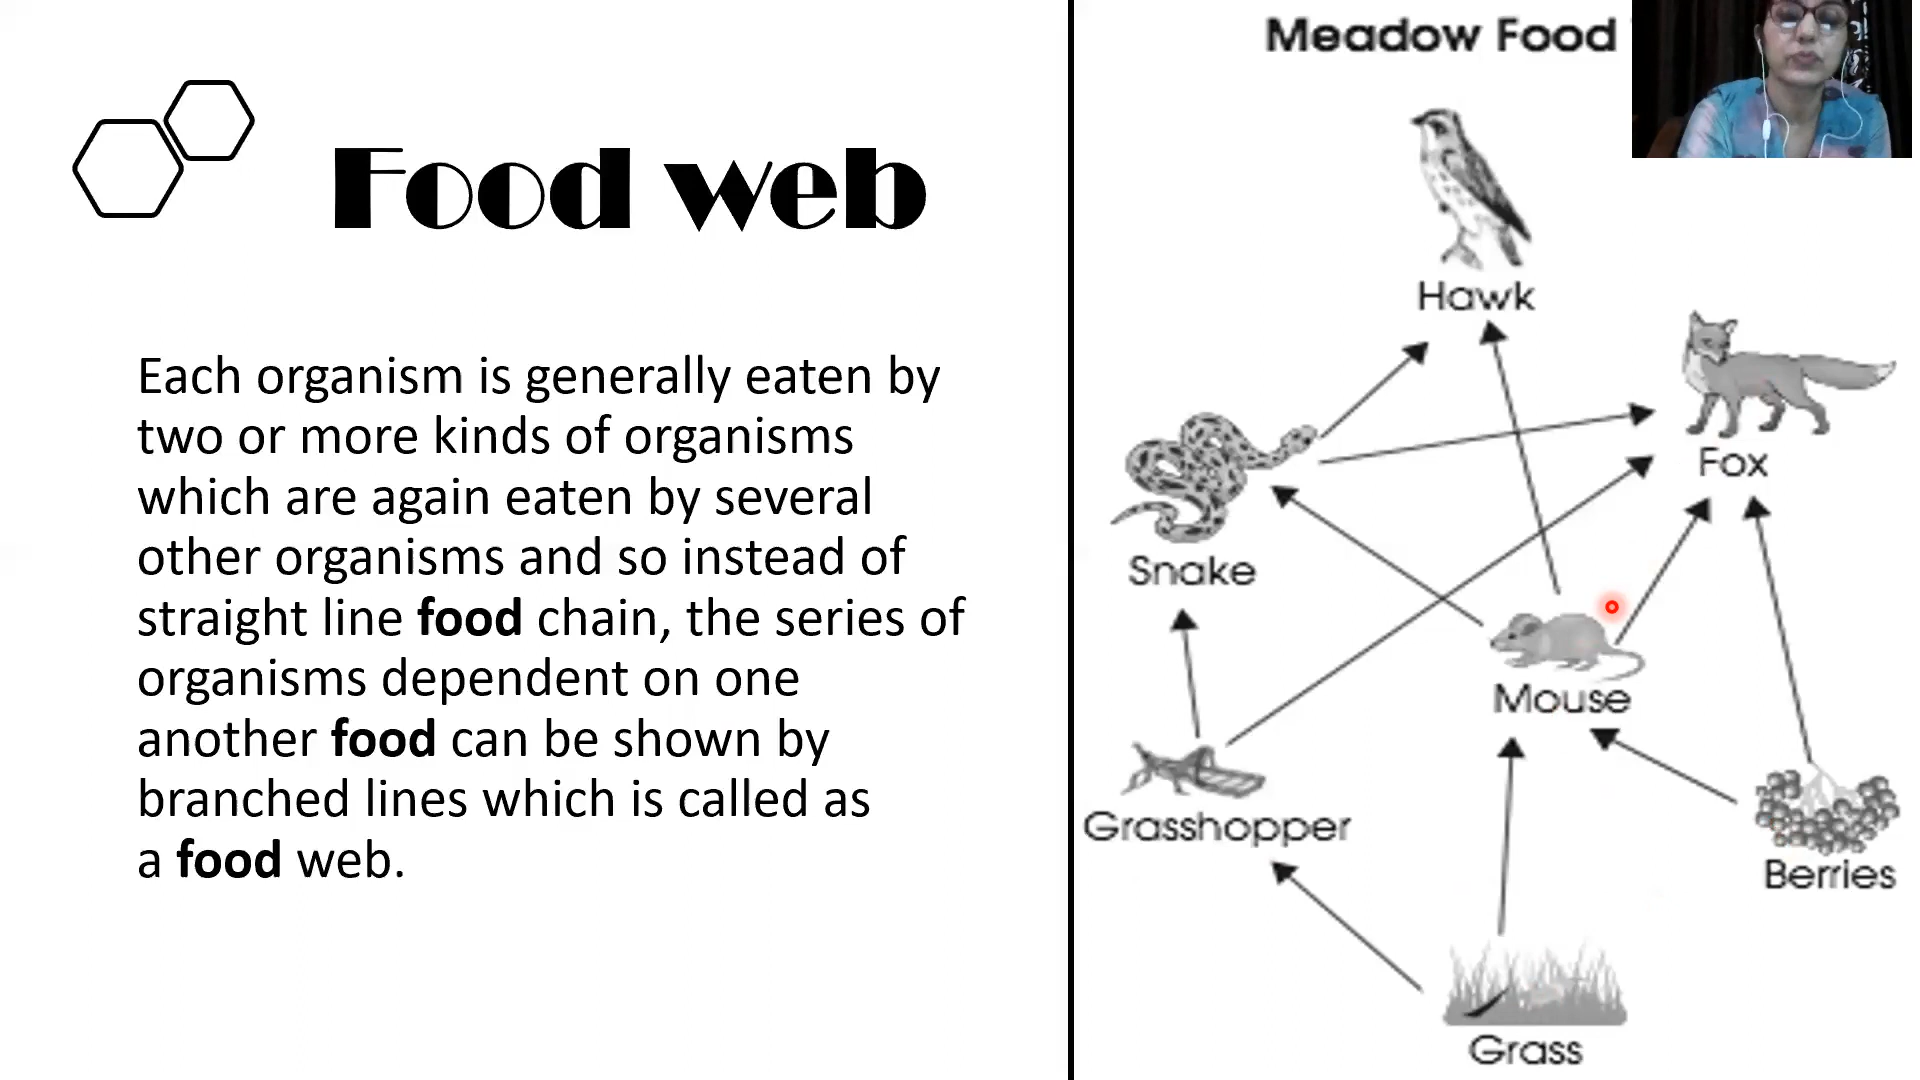 Food web
Each organism is generally eaten by
two or more kinds of organisms
which are again eaten by several
other organisms and so instead of
straight line food chain, the series of
organisms dependent on one
another food can be shown by
branched lines which is called as
a food web.
Meadow Food
Hawk
Fox
Snake
Mouse
Grasshopper
Berries
Grass